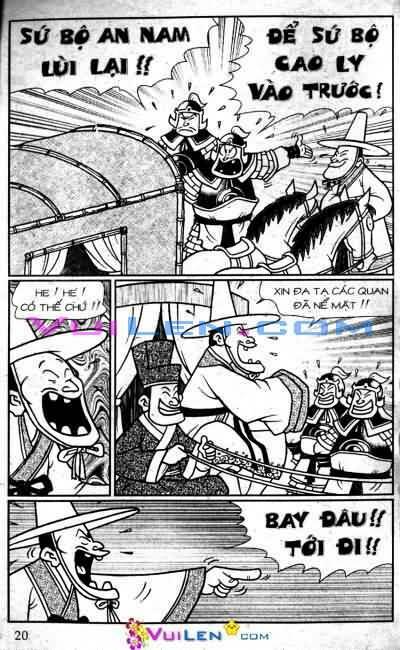 SỨ BỘ AN NAM
LÙI LẠI!!
ĐỂ SỨ BỘ
CAO LY
VÀO TRƯỚC!
HE! HE!
CÓ THẾ CHỨ!!
XIN ĐA TẠ CÁC QUAN
ĐÃ NỂ MẶT!!
VUILEN.COM
BAY ĐÂU!!
TỚI ĐI!!
20
VUILEN.COM